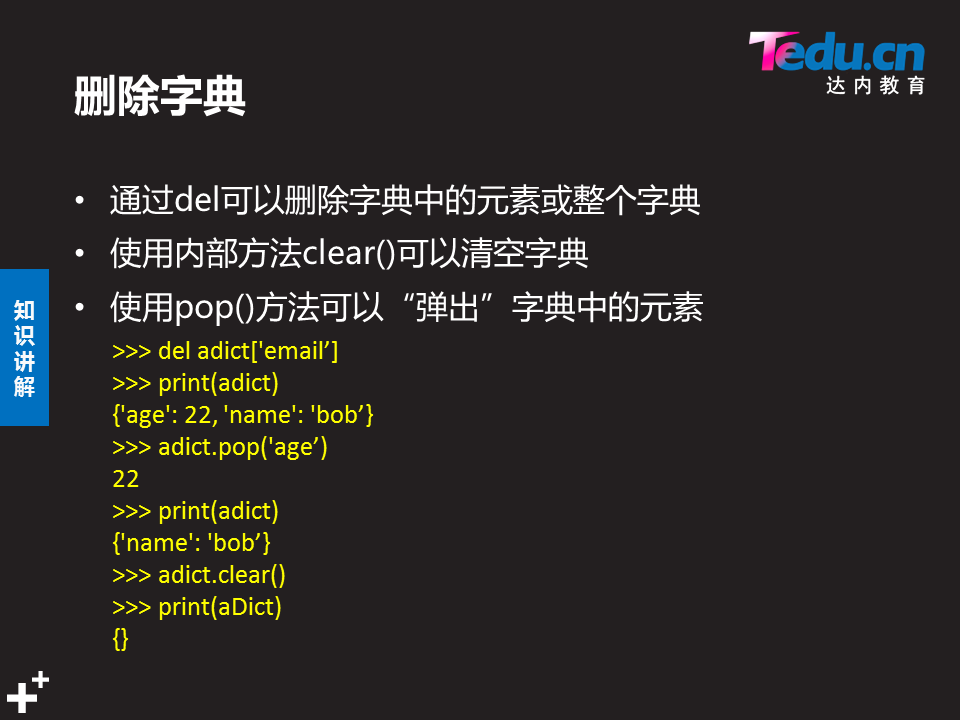 Tedu.cn
达内教育
删除字典
• 通过del可以删除字典中的元素或整个字典
• 使用内部方法clear()可以清空字典
• 使用pop()方法可以“弹出”字典中的元素
知识讲解
>>> del adict['email’]
>>> print(adict)
{'age': 22, 'name': 'bob’}
>>> adict.pop('age’)
22
>>> print(adict)
{'name': 'bob’}
>>> adict.clear()
>>> print(aDict)
{}